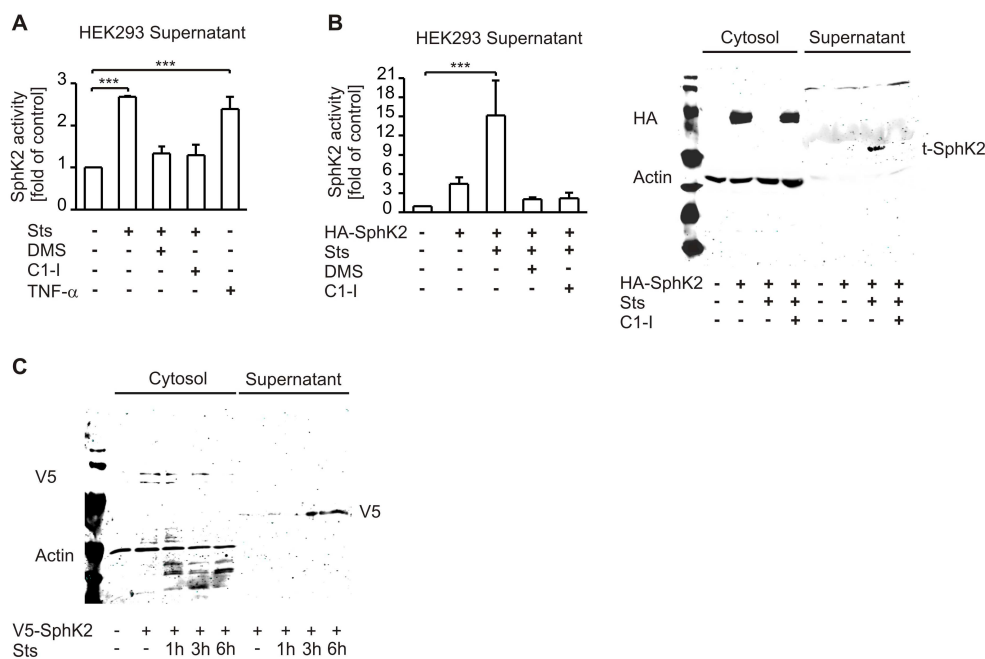 A
HEK293 Supernatant
***
***
SphK2 activity
[fold of control]
3
2
1
0
Sts - + + + -
DMS - - + - -
C1-I - - - + -
TNF-α - - - - +
B
HEK293 Supernatant
***
SphK2 activity
[fold of control]
21
18
15
12
9
6
3
0
HA-SphK2 - + + + +
Sts - - + + +
DMS - - - + -
C1-I - - - - +
Cytosol Supernatant
HA
t-SphK2
Actin
HA-SphK2 - + + + - + + +
Sts - - + + - - + +
C1-I - - - + - - - +
C
Cytosol Supernatant
V5
V5
Actin
V5-SphK2 - + + + + + + + +
Sts - - 1h 3h 6h - 1h 3h 6h